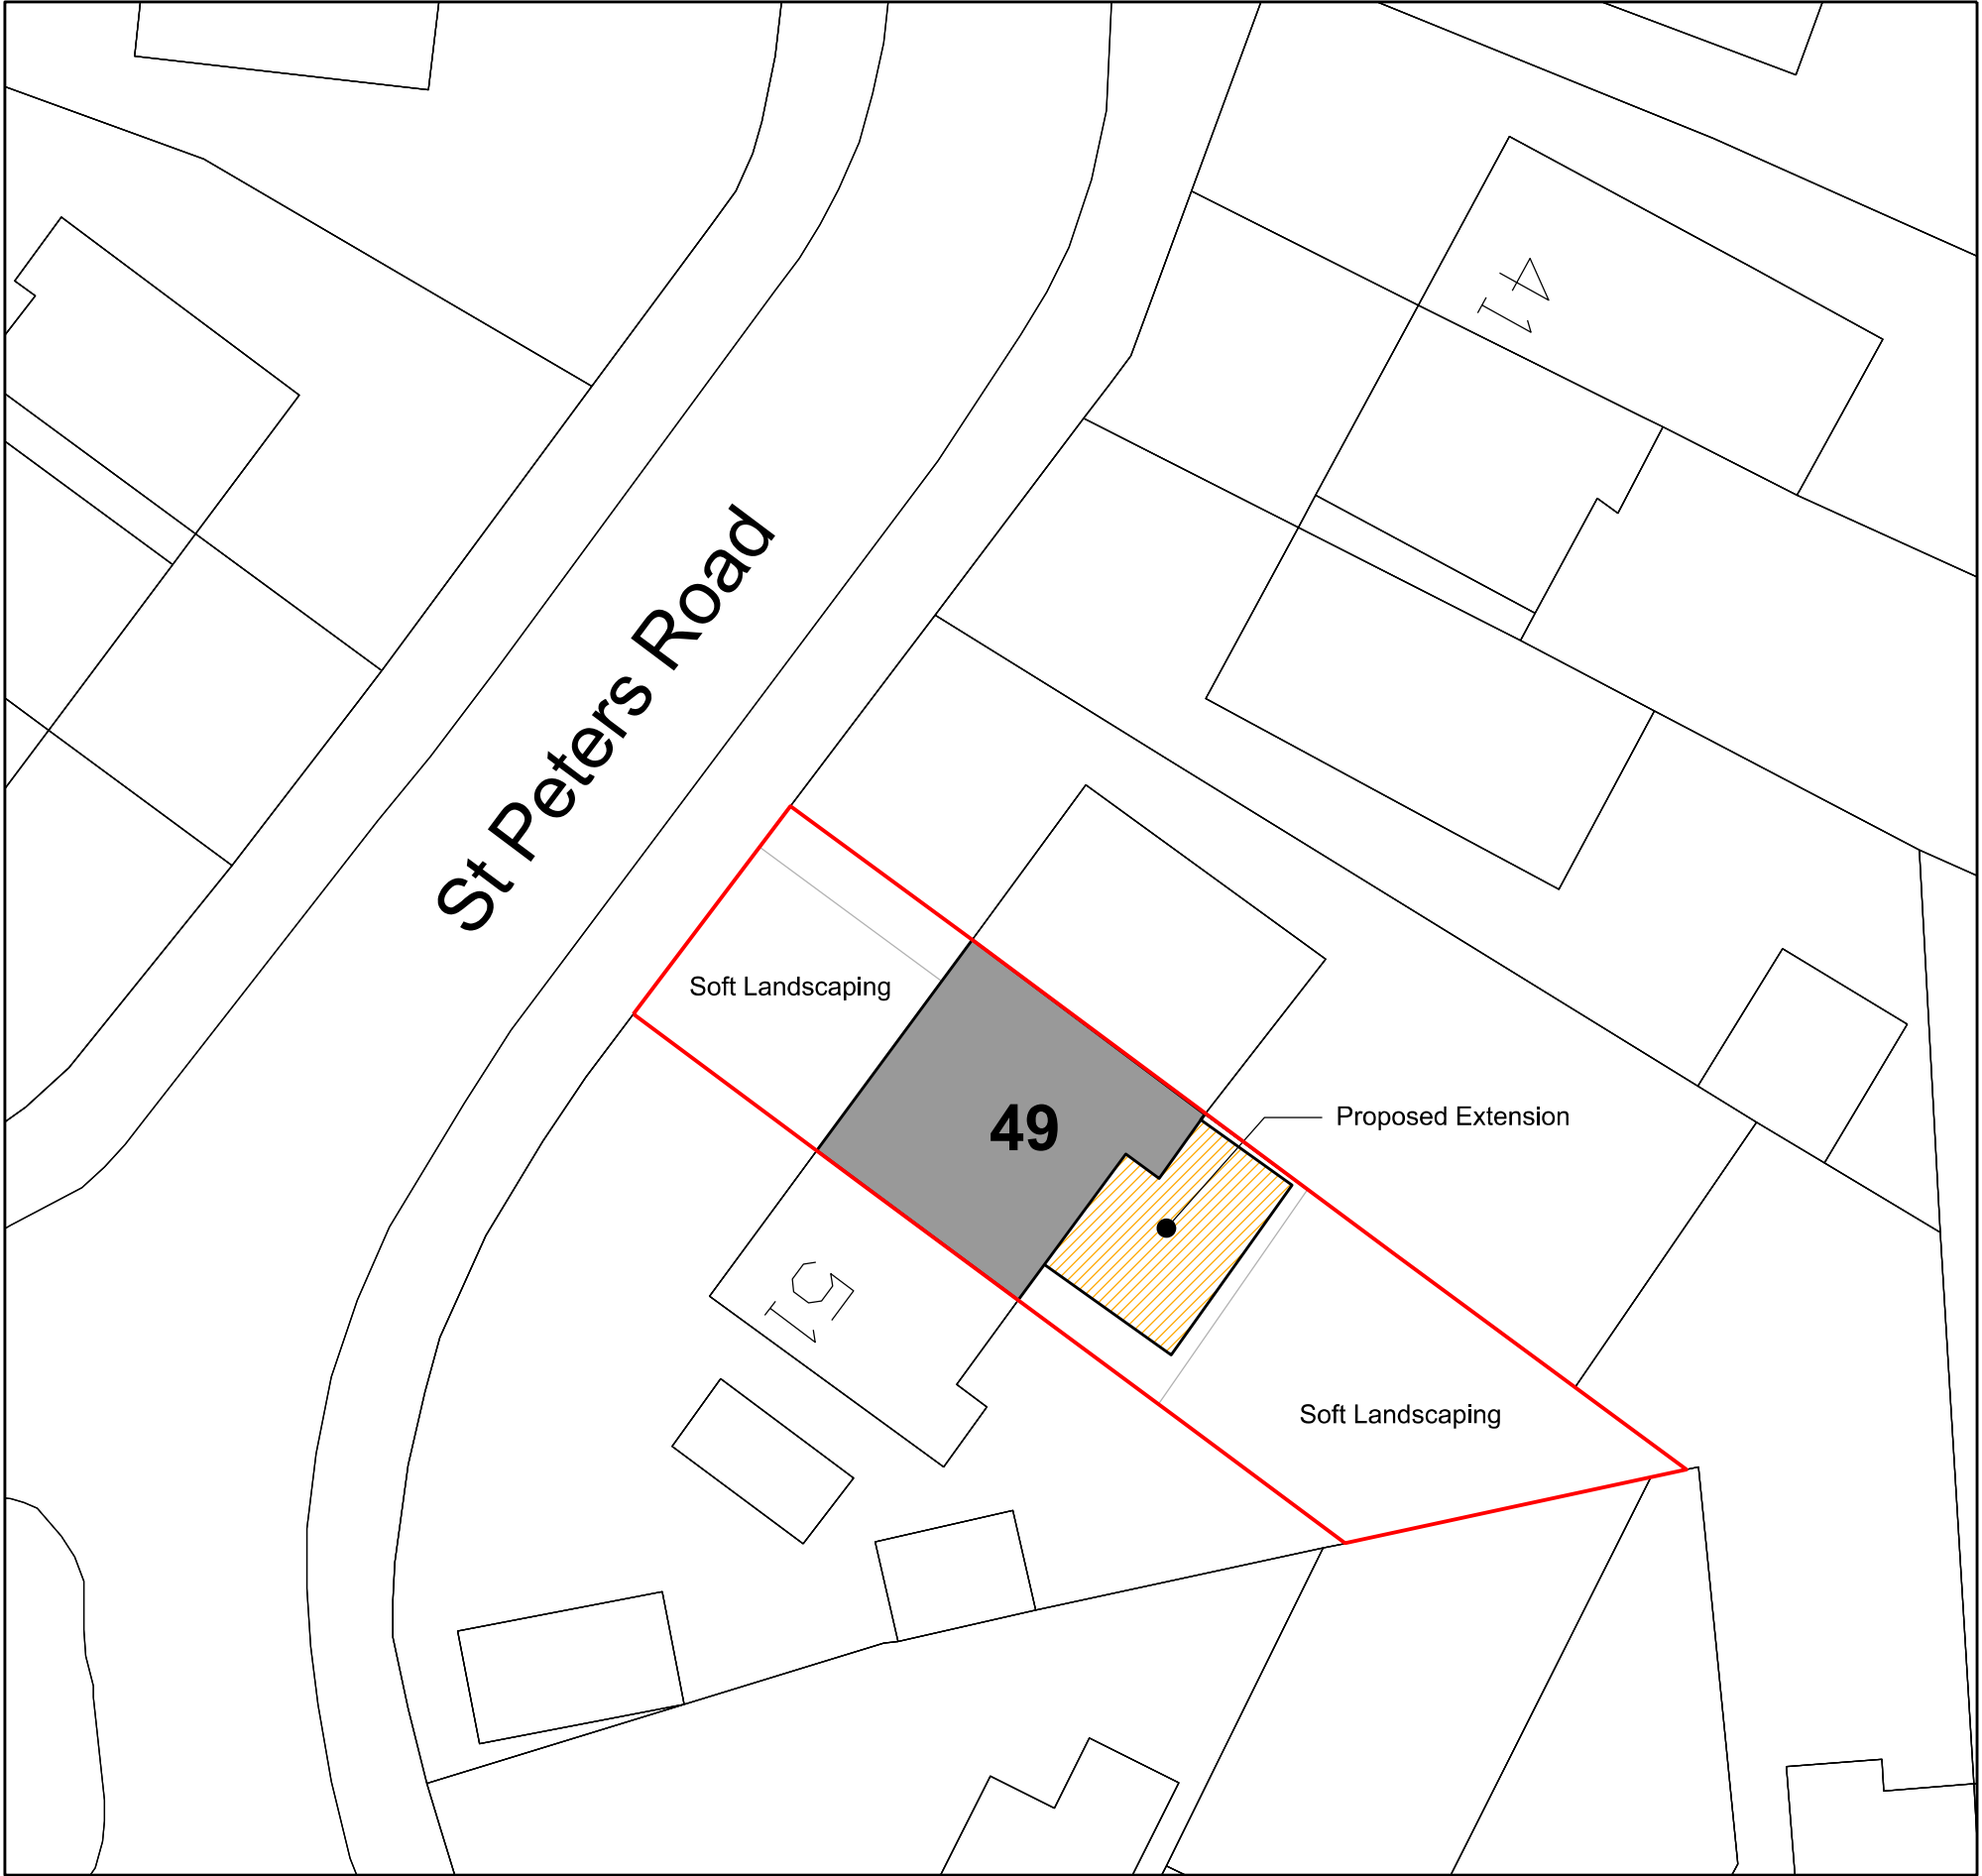 41
St Peters Road
Soft Landscaping
49
Proposed Extension
51
Soft Landscaping